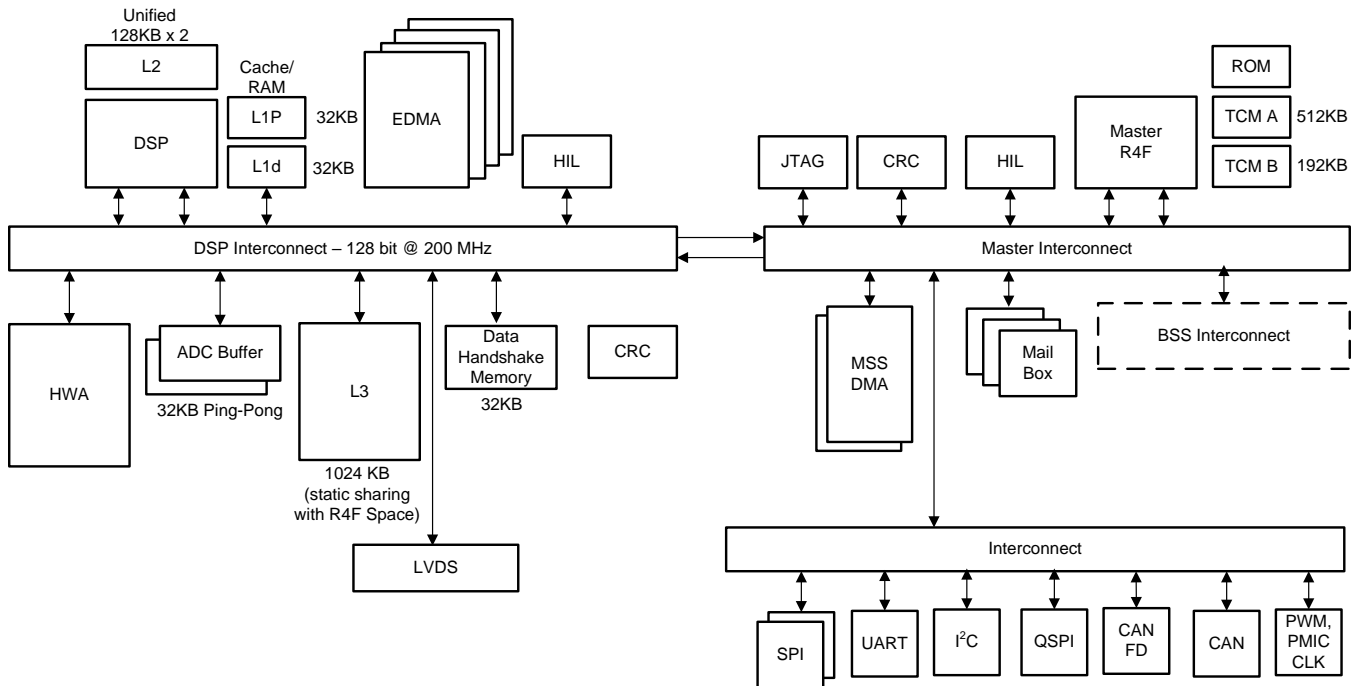 Unified
128KB x 2
L2
DSP
Cache/
RAM
L1P
32KB
L1d
32KB
EDMA
HIL
JTAG
CRC
HIL
Master
R4F
ROM
TCM A
512KB
TCM B
192KB
DSP Interconnect – 128 bit @ 200 MHz
Master Interconnect
HWA
ADC Buffer
32KB Ping-Pong
L3
1024 KB
(static sharing
with R4F Space)
Data
Handshake
Memory
32KB
CRC
LVDS
MSS
DMA
Mail
Box
BSS Interconnect
Interconnect
SPI
UART
I²C
QSPI
CAN
FD
CAN
PWM,
PMIC
CLK